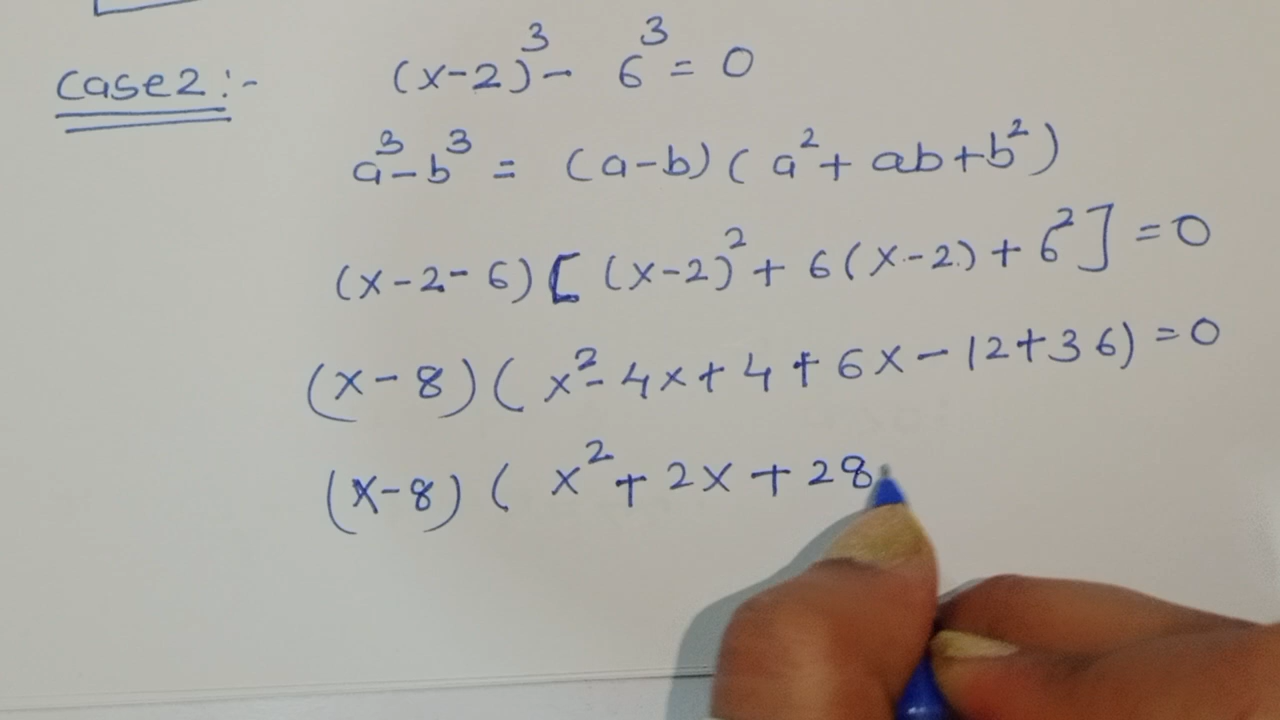 Case2:- (x-2)³ - 6³ = 0
a³-b³ = (a-b) (a²+ ab+b²)
(x-2-6) [(x-2)² + 6(x-2) + 6²] = 0
(x-8) (x²-4x+4+6x-12+36) = 0
(x-8) (x²+2x+28